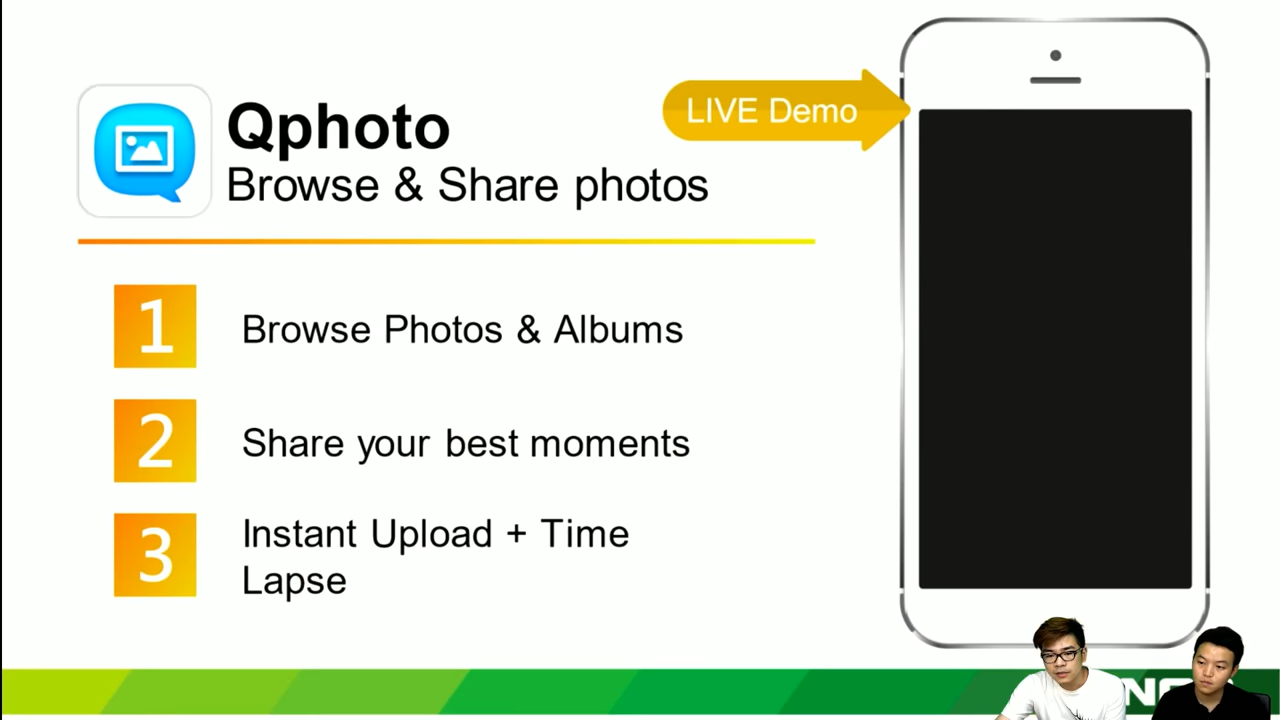 Qphoto
Browse & Share photos
LIVE Demo
1
Browse Photos & Albums
2
Share your best moments
3
Instant Upload + Time
Lapse